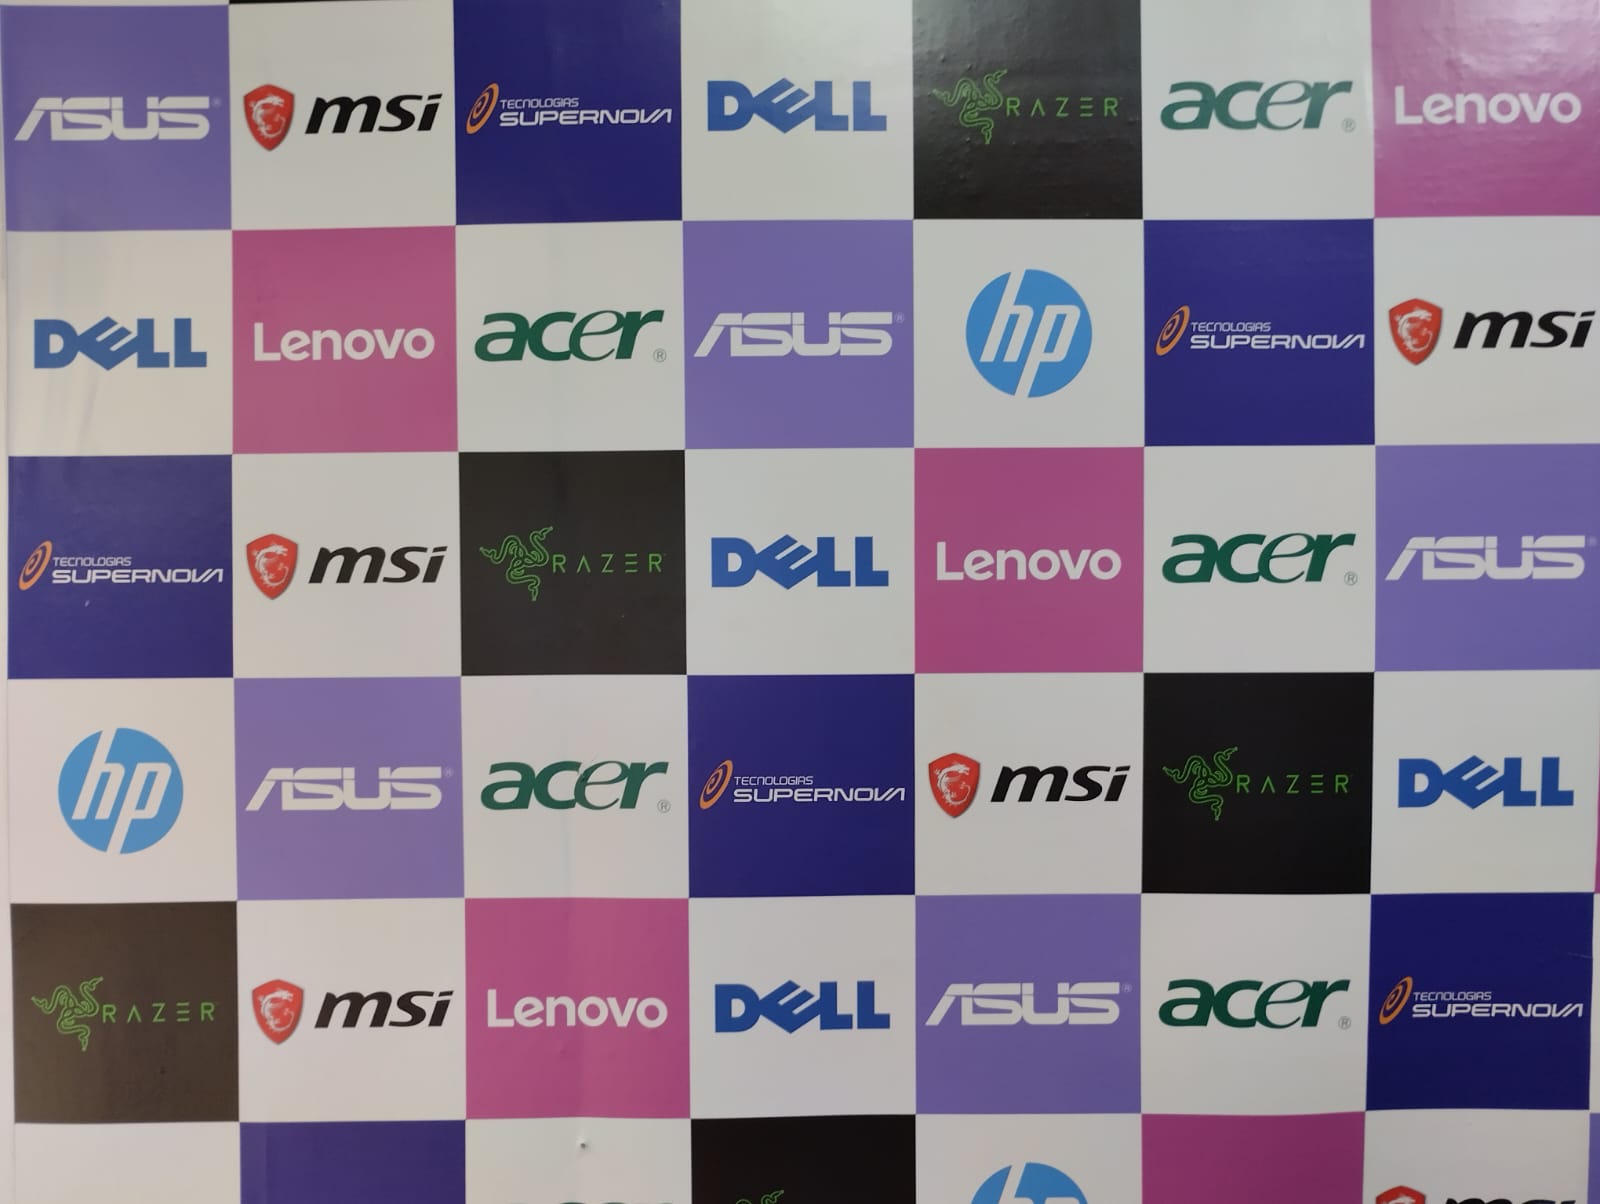 ASUS® msi TECNOLOGIAS SUPERNOVA DELL RAZER acer® Lenovo
DELL Lenovo acer® ASUS® hp TECNOLOGIAS SUPERNOVA msi
TECNOLOGIAS SUPERNOVA msi RAZER DELL Lenovo acer® ASUS®
hp ASUS® acer® TECNOLOGIAS SUPERNOVA msi RAZER DELL
RAZER msi Lenovo DELL ASUS® acer® TECNOLOGIAS SUPERNOVA
hp